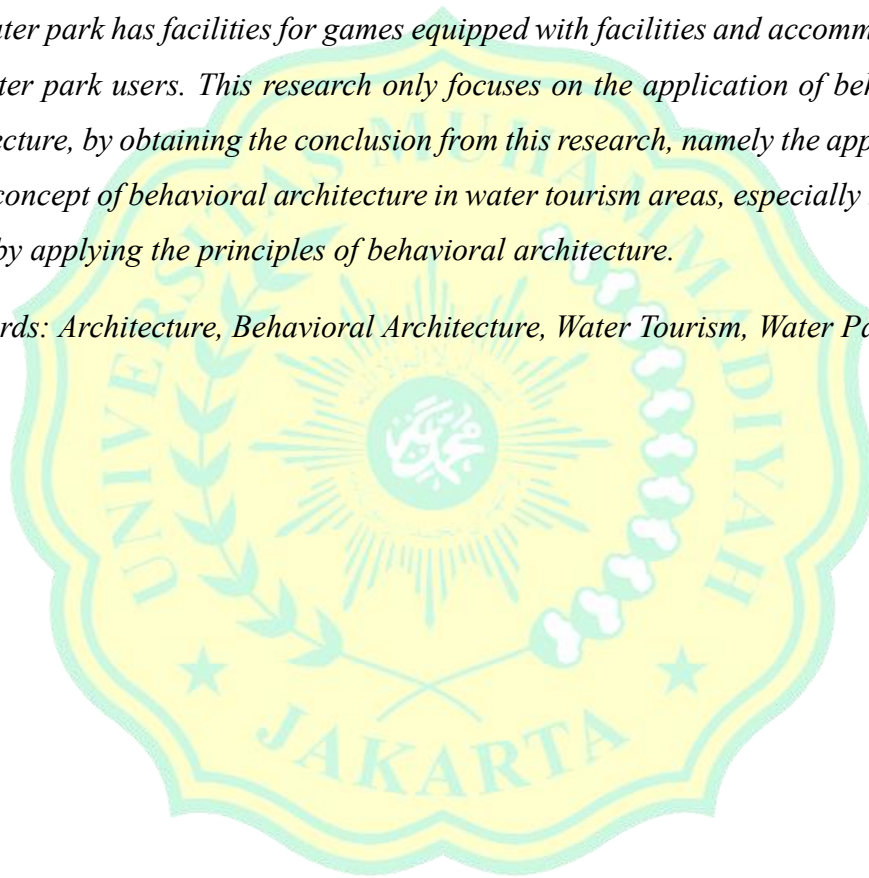 ater park has facilities for games equipped with facilities and accomm
ter park users. This research only focuses on the application of beh
ecture, by obtaining the conclusion from this research, namely the app
concept of behavioral architecture in water tourism areas, especially
by applying the principles of behavioral architecture.
rds: Architecture, Behavioral Architecture, Water Tourism, Water Pa
UNIVERSITAS MUHAMMADIYAH
JAKARTA